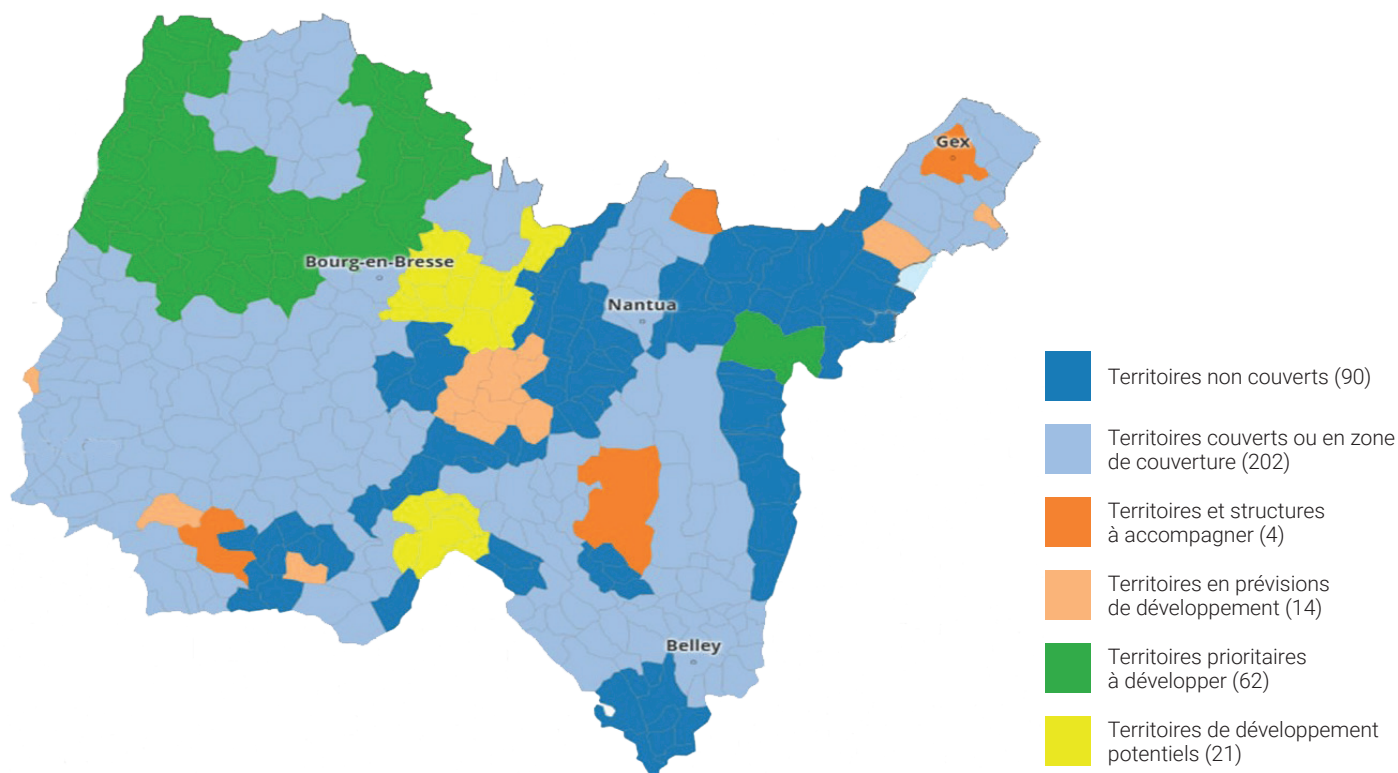 Gex
Bourg-en-Bresse
Nantua
Belley
Territoires non couverts (90)
Territoires couverts ou en zone
de couverture (202)
Territoires et structures
à accompagner (4)
Territoires en prévisions
de développement (14)
Territoires prioritaires
à développer (62)
Territoires de développement
potentiels (21)